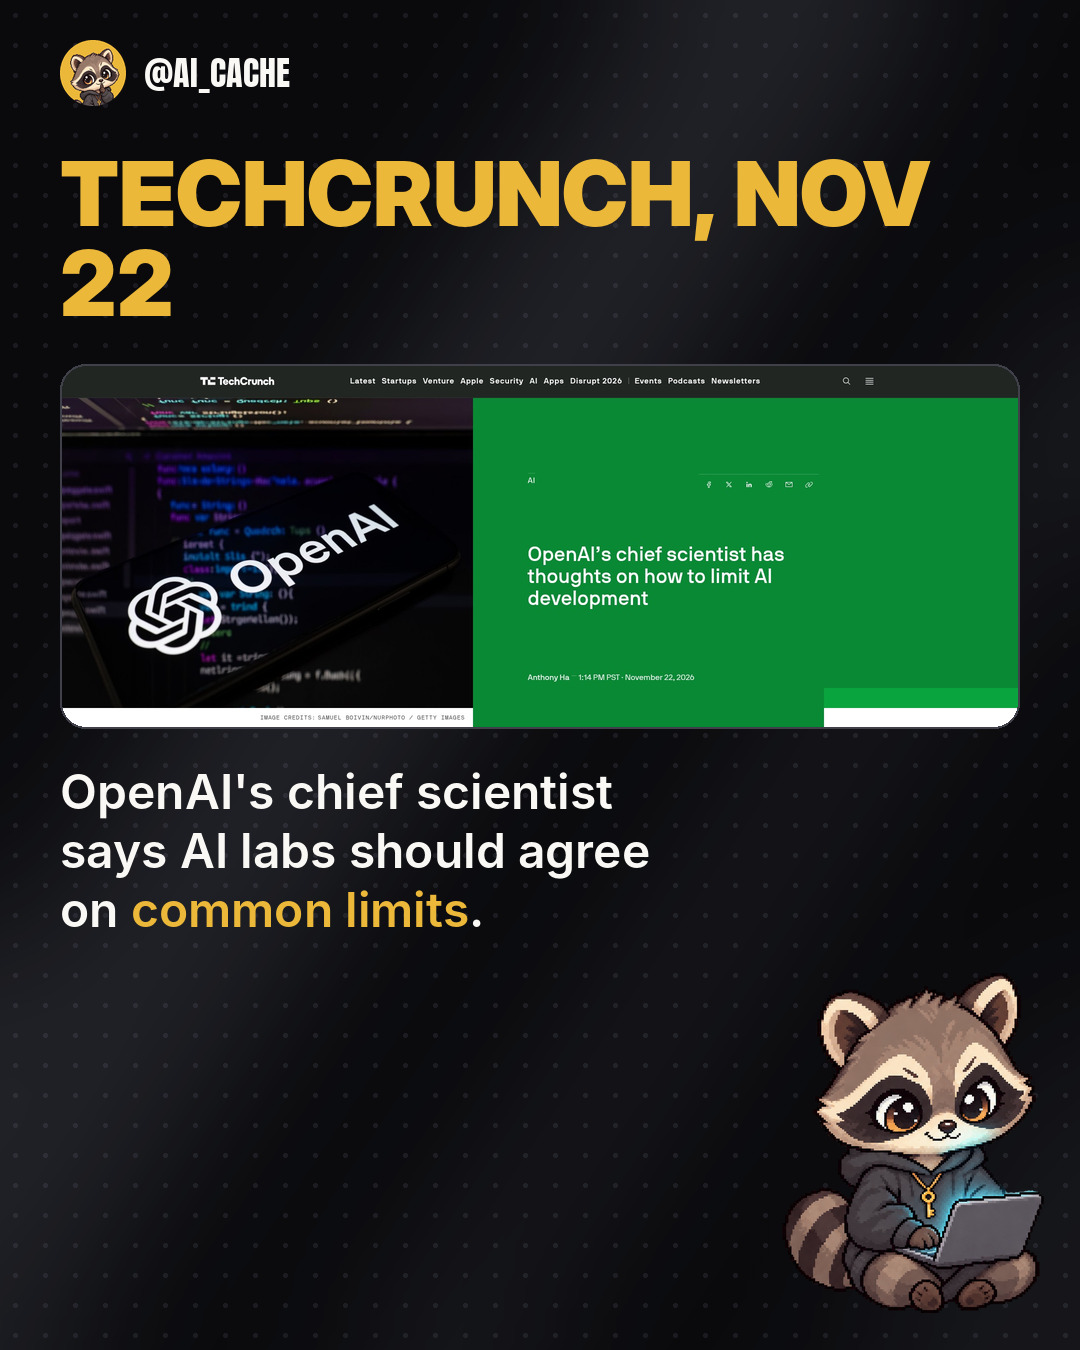 @AI_CACHE
TECHCRUNCH, NOV
22
TechCrunch
Latest Startups Venture Apple Security AI Apps Disrupt 2026 Events Podcasts Newsletters
OpenAI
AI
OpenAI’s chief scientist has
thoughts on how to limit AI
development
Anthony Ha
1:14 PM PST · November 22, 2026
IMAGE CREDITS: SAMUEL BOIVIN/NURPHOTO / GETTY IMAGES
OpenAI's chief scientist
says AI labs should agree
on common limits.